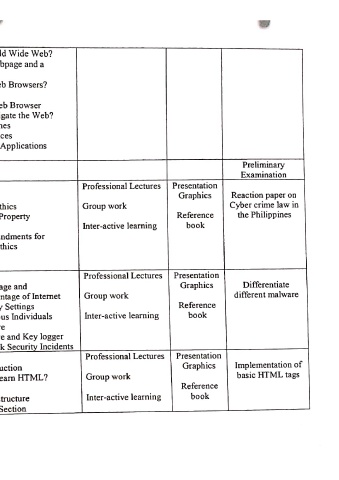 ld Wide Web?
bpage and a
eb Browsers?
eb Browser
igate the Web?
nes
ces
Applications
Preliminary
Examination
thics
Property
ndments for
thics
Professional Lectures
Group work
Inter-active learning
Presentation
Graphics
Reference
book
Reaction paper on
Cyber crime law in
the Philippines
age and
ntage of Internet
y Settings
us Individuals
re
e and Key logger
k Security Incidents
Professional Lectures
Group work
Inter-active learning
Presentation
Graphics
Reference
book
Differentiate
different malware
uction
earn HTML?
tructure
Section
Professional Lectures
Group work
Inter-active learning
Presentation
Graphics
Reference
book
Implementation of
basic HTML tags